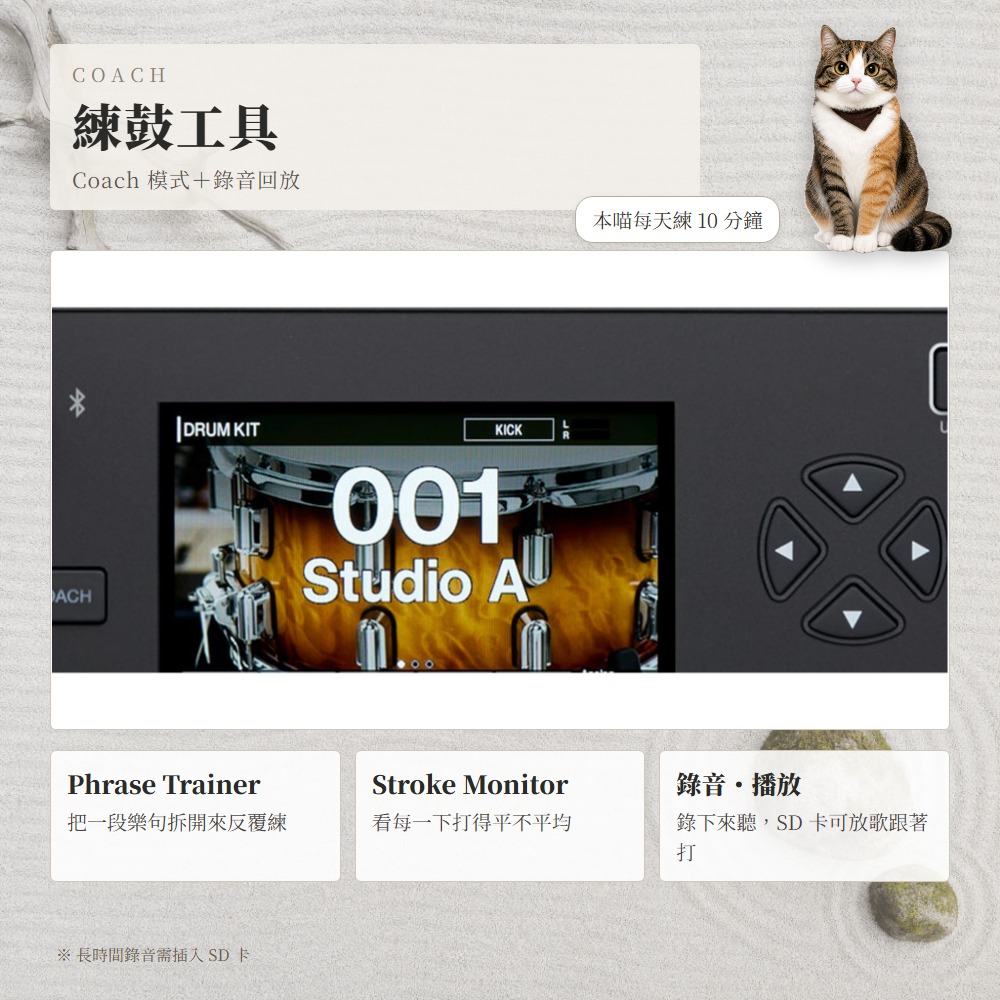 COACH
練鼓工具
Coach 模式＋錄音回放
本喵每天練 10 分鐘
DRUM KIT
KICK
L
R
001
Studio A
OACH
Phrase Trainer
把一段樂句拆開來反覆練
Stroke Monitor
看每一下打得平不平均
錄音・播放
錄下來聽，SD 卡可放歌跟著
打
※ 長時間錄音需插入 SD 卡